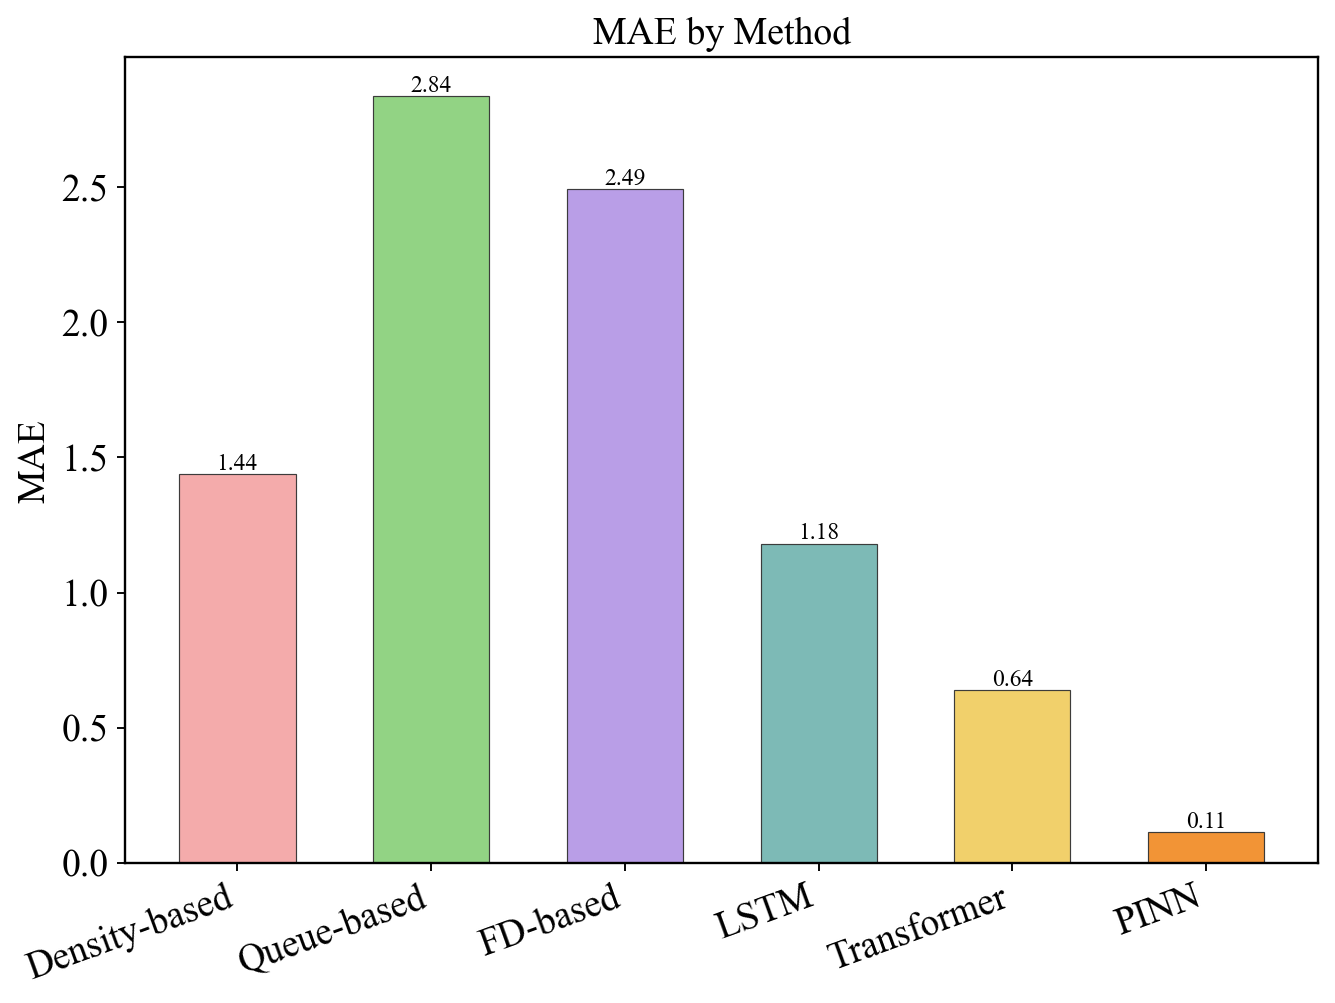 MAE by Method
MAE
2.5
2.0
1.5
1.0
0.5
0.0
1.44
2.84
2.49
1.18
0.64
0.11
Density-based
Queue-based
FD-based
LSTM
Transformer
PINN